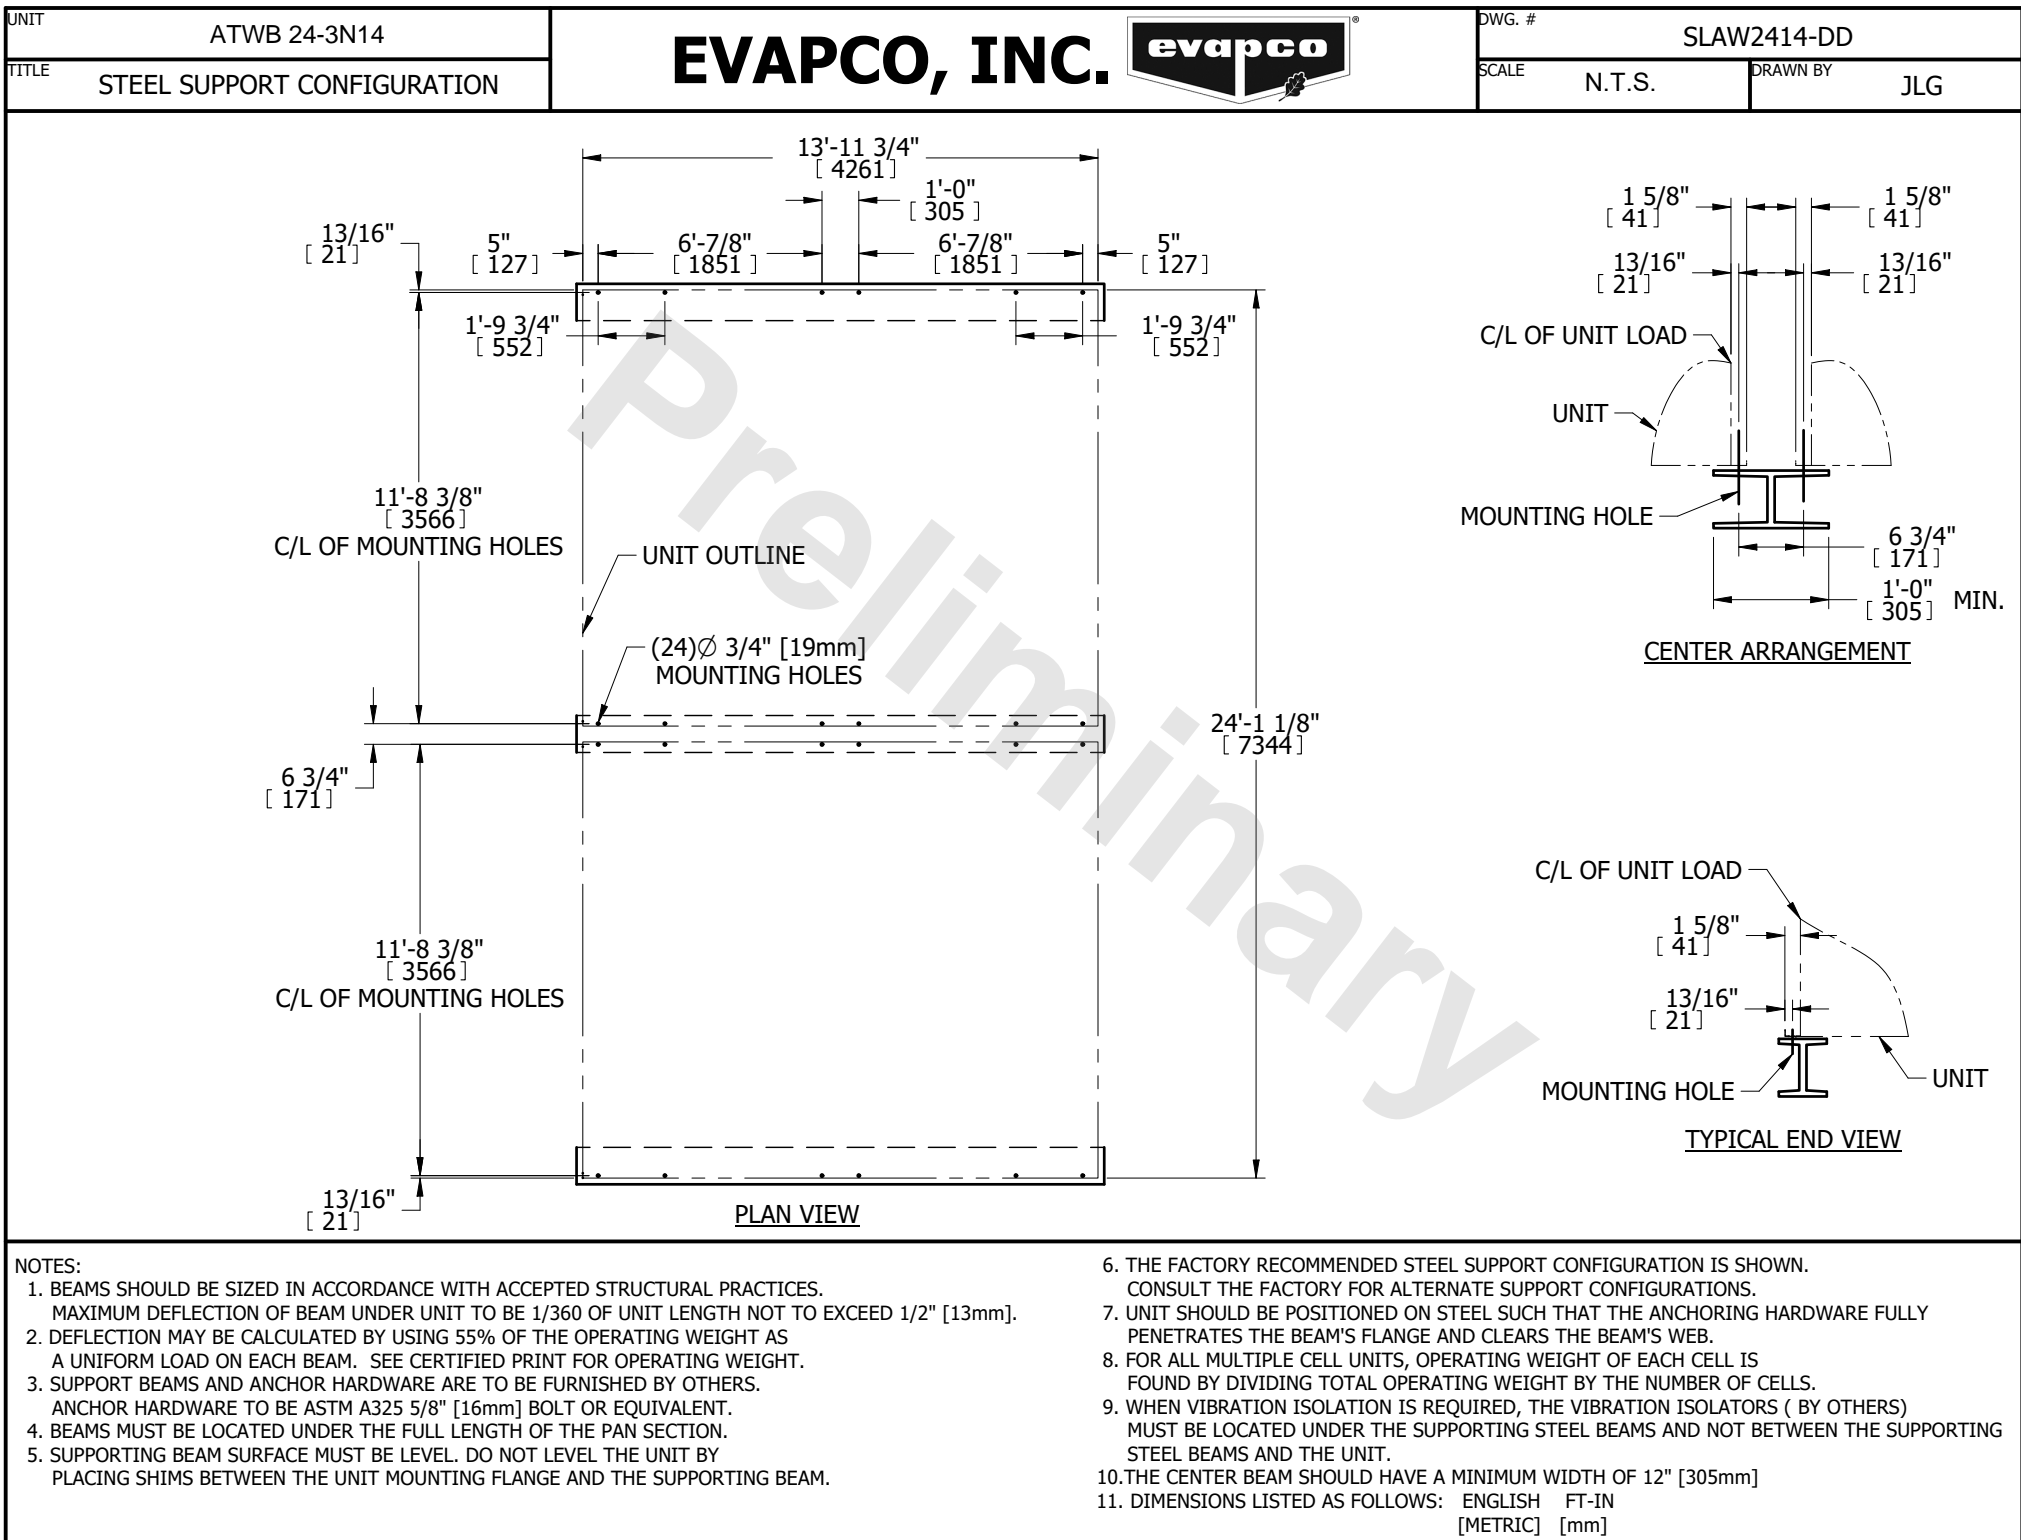 UNIT
ATWB 24-3N14
TITLE
STEEL SUPPORT CONFIGURATION
EVAPCO, INC.
evapco
®
DWG. #
SLAW2414-DD
SCALE
N.T.S.
DRAWN BY
JLG
13'-11 3/4"
[ 4261 ]
1'-0"
[ 305 ]
13/16"
[ 21 ]
5"
[ 127 ]
6'-7/8"
[ 1851 ]
6'-7/8"
[ 1851 ]
5"
[ 127 ]
1'-9 3/4"
[ 552 ]
1'-9 3/4"
[ 552 ]
11'-8 3/8"
[ 3566 ]
C/L OF MOUNTING HOLES
UNIT OUTLINE
(24)Ø 3/4" [19mm]
MOUNTING HOLES
24'-1 1/8"
[ 7344 ]
6 3/4"
[ 171 ]
11'-8 3/8"
[ 3566 ]
C/L OF MOUNTING HOLES
13/16"
[ 21 ]
PLAN VIEW
Preliminary
1 5/8"
[ 41 ]
1 5/8"
[ 41 ]
13/16"
[ 21 ]
13/16"
[ 21 ]
C/L OF UNIT LOAD
UNIT
MOUNTING HOLE
6 3/4"
[ 171 ]
1'-0"
[ 305 ] MIN.
CENTER ARRANGEMENT
C/L OF UNIT LOAD
1 5/8"
[ 41 ]
13/16"
[ 21 ]
MOUNTING HOLE
UNIT
TYPICAL END VIEW
NOTES:
1. BEAMS SHOULD BE SIZED IN ACCORDANCE WITH ACCEPTED STRUCTURAL PRACTICES.
MAXIMUM DEFLECTION OF BEAM UNDER UNIT TO BE 1/360 OF UNIT LENGTH NOT TO EXCEED 1/2" [13mm].
2. DEFLECTION MAY BE CALCULATED BY USING 55% OF THE OPERATING WEIGHT AS
A UNIFORM LOAD ON EACH BEAM. SEE CERTIFIED PRINT FOR OPERATING WEIGHT.
3. SUPPORT BEAMS AND ANCHOR HARDWARE ARE TO BE FURNISHED BY OTHERS.
ANCHOR HARDWARE TO BE ASTM A325 5/8" [16mm] BOLT OR EQUIVALENT.
4. BEAMS MUST BE LOCATED UNDER THE FULL LENGTH OF THE PAN SECTION.
5. SUPPORTING BEAM SURFACE MUST BE LEVEL. DO NOT LEVEL THE UNIT BY
PLACING SHIMS BETWEEN THE UNIT MOUNTING FLANGE AND THE SUPPORTING BEAM.
6. THE FACTORY RECOMMENDED STEEL SUPPORT CONFIGURATION IS SHOWN.
CONSULT THE FACTORY FOR ALTERNATE SUPPORT CONFIGURATIONS.
7. UNIT SHOULD BE POSITIONED ON STEEL SUCH THAT THE ANCHORING HARDWARE FULLY
PENETRATES THE BEAM'S FLANGE AND CLEARS THE BEAM'S WEB.
8. FOR ALL MULTIPLE CELL UNITS, OPERATING WEIGHT OF EACH CELL IS
FOUND BY DIVIDING TOTAL OPERATING WEIGHT BY THE NUMBER OF CELLS.
9. WHEN VIBRATION ISOLATION IS REQUIRED, THE VIBRATION ISOLATORS ( BY OTHERS)
MUST BE LOCATED UNDER THE SUPPORTING STEEL BEAMS AND NOT BETWEEN THE SUPPORTING
STEEL BEAMS AND THE UNIT.
10.THE CENTER BEAM SHOULD HAVE A MINIMUM WIDTH OF 12" [305mm]
11. DIMENSIONS LISTED AS FOLLOWS: ENGLISH FT-IN
[METRIC] [mm]